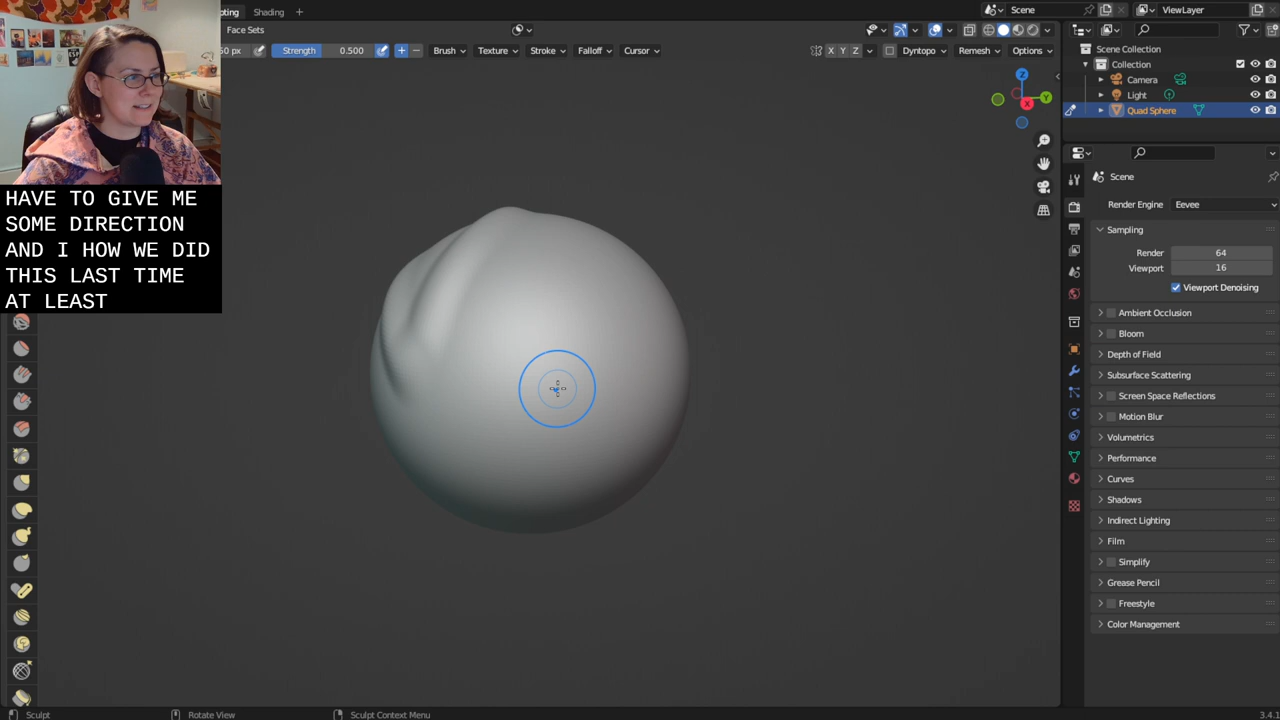 ting Shading +
Scene
ViewLayer
Face Sets
50 px
Strength 0.500
Brush
Texture
Stroke
Falloff
Cursor
X Y Z
Dyntopo
Remesh
Options
Scene Collection
Collection
Camera
Light
Quad Sphere
Z
Y
X
Scene
Render Engine Eevee
Sampling
Render 64
Viewport 16
Viewport Denoising
Ambient Occlusion
Bloom
Depth of Field
Subsurface Scattering
Screen Space Reflections
Motion Blur
Volumetrics
Performance
Curves
Shadows
Indirect Lighting
Film
Simplify
Grease Pencil
Freestyle
Color Management
HAVE TO GIVE ME
SOME DIRECTION
AND I HOW WE DID
THIS LAST TIME
AT LEAST
Sculpt
Rotate View
Sculpt Context Menu
3.4.1